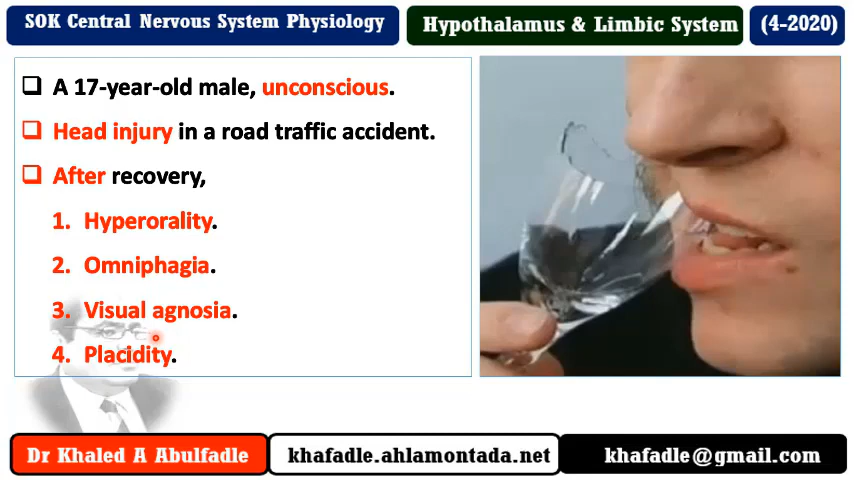 SOK Central Nervous System Physiology
Hypothalamus & Limbic System
(4-2020)
A 17-year-old male, unconscious.
Head injury in a road traffic accident.
After recovery,
1. Hyperorality.
2. Omniphagia.
3. Visual agnosia.
4. Placidity.
Dr Khaled A Abulfadle
khafadle.ahlamontada.net
khafadle@gmail.com